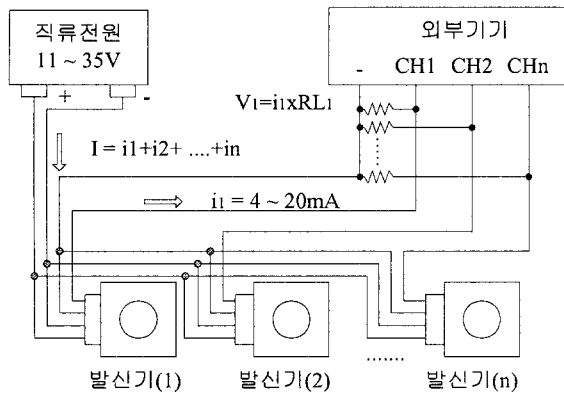 직류전원
11 ~ 35V
+ -
외부기기
- CH1 CH2 CHn
V1=i1xRL1
I = i1+i2+ ....+in
i1 = 4 ~ 20mA
발신기(1) 발신기(2) 발신기(n)